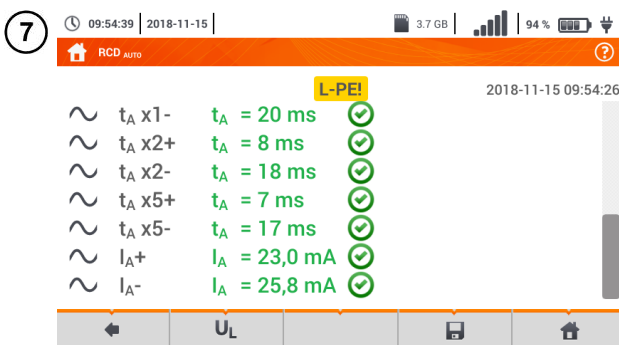 7
09:54:39 2018-11-15 3.7 GB 94 %
RCD AUTO ?
L-PE! 2018-11-15 09:54:26
tA x1- tA = 20 ms
tA x2+ tA = 8 ms
tA x2- tA = 18 ms
tA x5+ tA = 7 ms
tA x5- tA = 17 ms
IA+ IA = 23,0 mA
IA- IA = 25,8 mA
UL